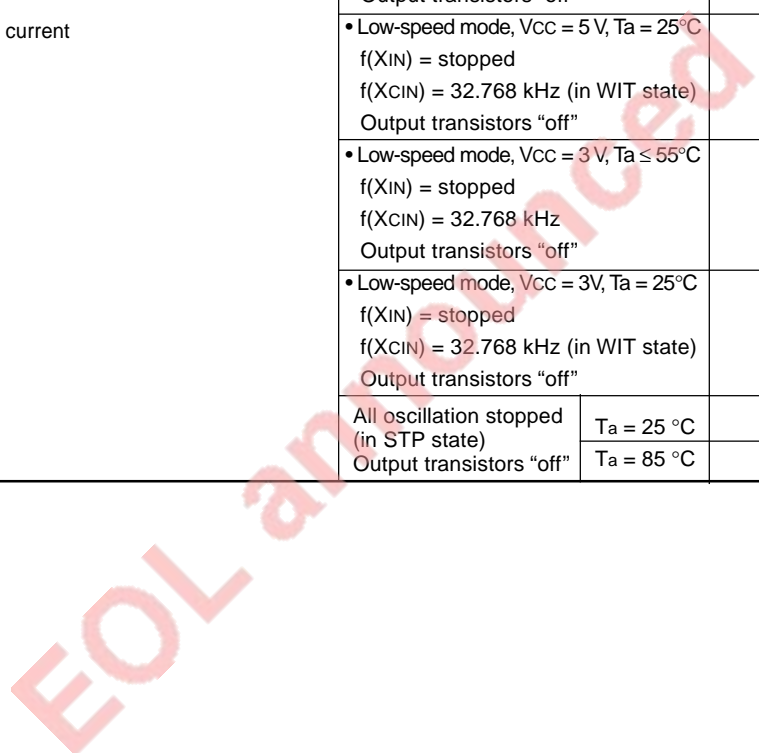 Output transistors “off”
current
• Low-speed mode, VCC = 5 V, Ta = 25°C
f(XIN) = stopped
f(XCIN) = 32.768 kHz (in WIT state)
Output transistors “off”
• Low-speed mode, VCC = 3 V, Ta ≤ 55°C
f(XIN) = stopped
f(XCIN) = 32.768 kHz
Output transistors “off”
• Low-speed mode, VCC = 3V, Ta = 25°C
f(XIN) = stopped
f(XCIN) = 32.768 kHz (in WIT state)
Output transistors “off”
All oscillation stopped
(in STP state)
Output transistors “off”
Ta = 25 °C
Ta = 85 °C
EOL announced